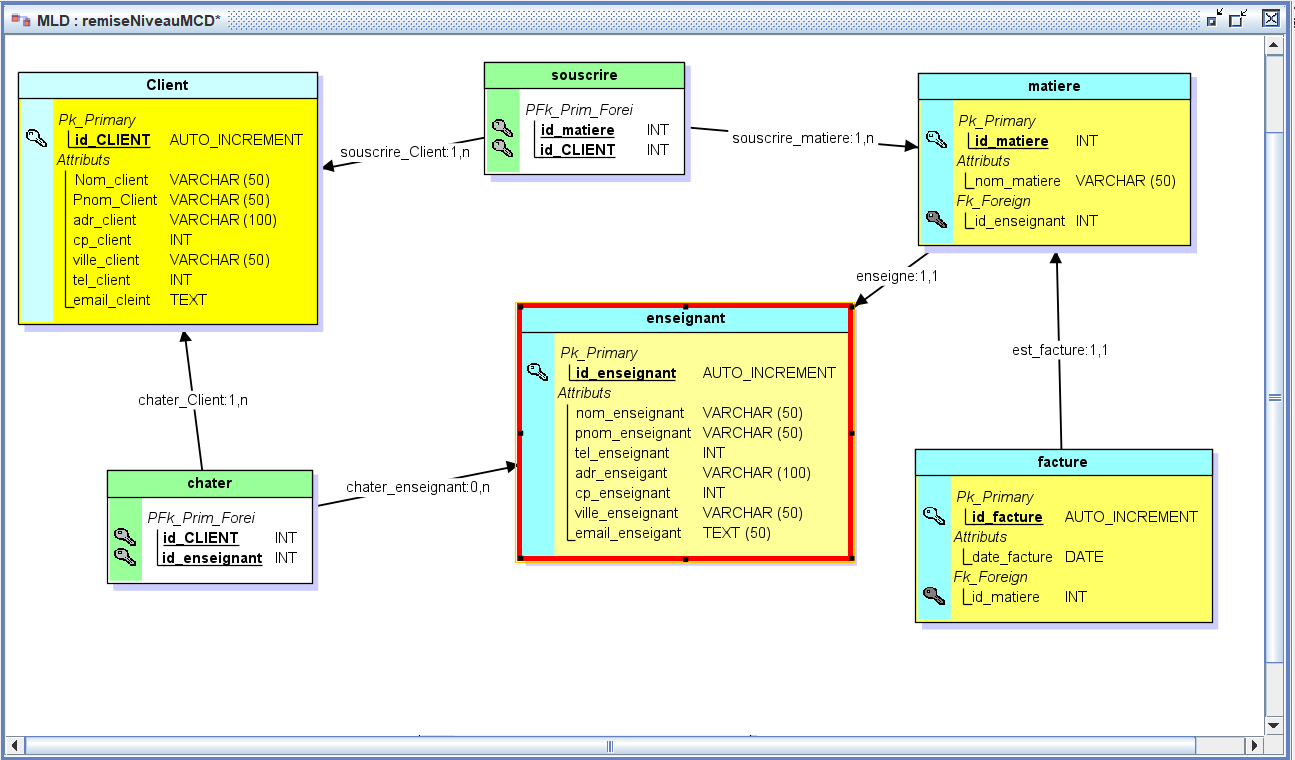 MLD : remiseNiveauMCD*
Client
Pk_Primary
id_CLIENT AUTO_INCREMENT
Attributs
Nom_client VARCHAR (50)
Pnom_Client VARCHAR (50)
adr_client VARCHAR (100)
cp_client INT
ville_client VARCHAR (50)
tel_client INT
email_cleint TEXT
souscrire_Client:1,n
souscrire
PFk_Prim_Forei
id_matiere INT
id_CLIENT INT
souscrire_matiere:1,n
matiere
Pk_Primary
id_matiere INT
Attributs
nom_matiere VARCHAR (50)
Fk_Foreign
id_enseignant INT
enseigne:1,1
enseignant
Pk_Primary
id_enseignant AUTO_INCREMENT
Attributs
nom_enseignant VARCHAR (50)
pnom_enseignant VARCHAR (50)
tel_enseignant INT
adr_enseigant VARCHAR (100)
cp_enseignant INT
ville_enseignant VARCHAR (50)
email_enseigant TEXT (50)
est_facture:1,1
chater_Client:1,n
chater
PFk_Prim_Forei
id_CLIENT INT
id_enseignant INT
chater_enseignant:0,n
facture
Pk_Primary
id_facture AUTO_INCREMENT
Attributs
date_facture DATE
Fk_Foreign
id_matiere INT